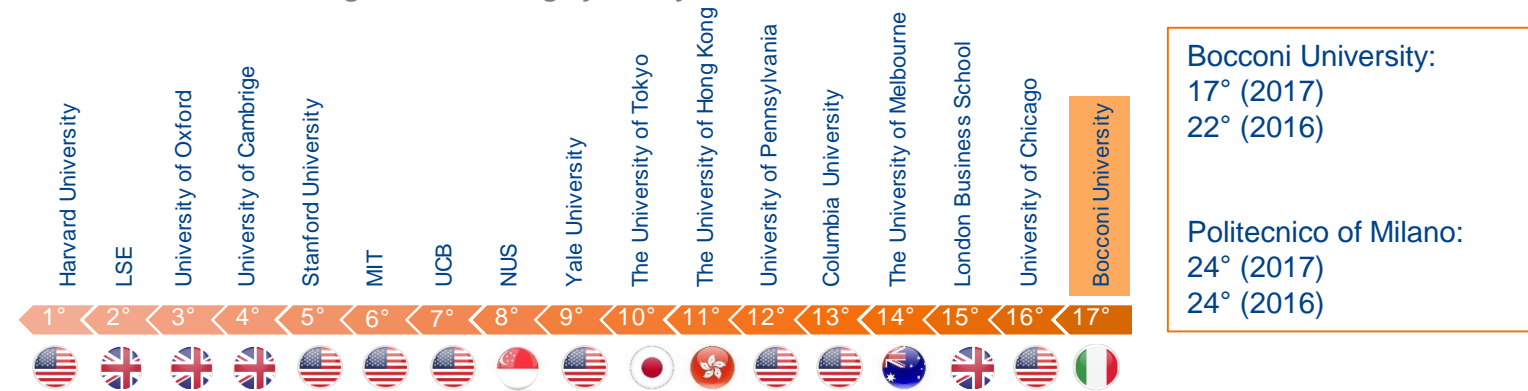 Harvard University
LSE
University of Oxford
University of Cambrige
Stanford University
MIT
UCB
NUS
Yale University
The University of Tokyo
The University of Hong Kong
University of Pennsylvania
Columbia University
The University of Melbourne
London Business School
University of Chicago
Bocconi University
1° 2° 3° 4° 5° 6° 7° 8° 9° 10° 11° 12° 13° 14° 15° 16° 17°
Bocconi University:
17° (2017)
22° (2016)
Politecnico of Milano:
24° (2017)
24° (2016)